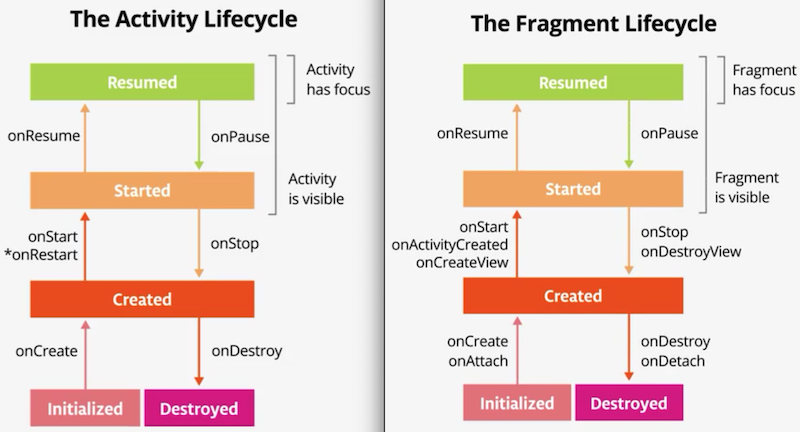 The Activity Lifecycle
Resumed
Activity
has focus
onResume
onPause
Started
Activity
is visible
onStart
*onRestart
onStop
Created
onCreate
onDestroy
Initialized
Destroyed
The Fragment Lifecycle
Resumed
Fragment
has focus
onResume
onPause
Started
Fragment
is visible
onStart
onActivityCreated
onCreateView
onStop
onDestroyView
Created
onCreate
onAttach
onDestroy
onDetach
Initialized
Destroyed